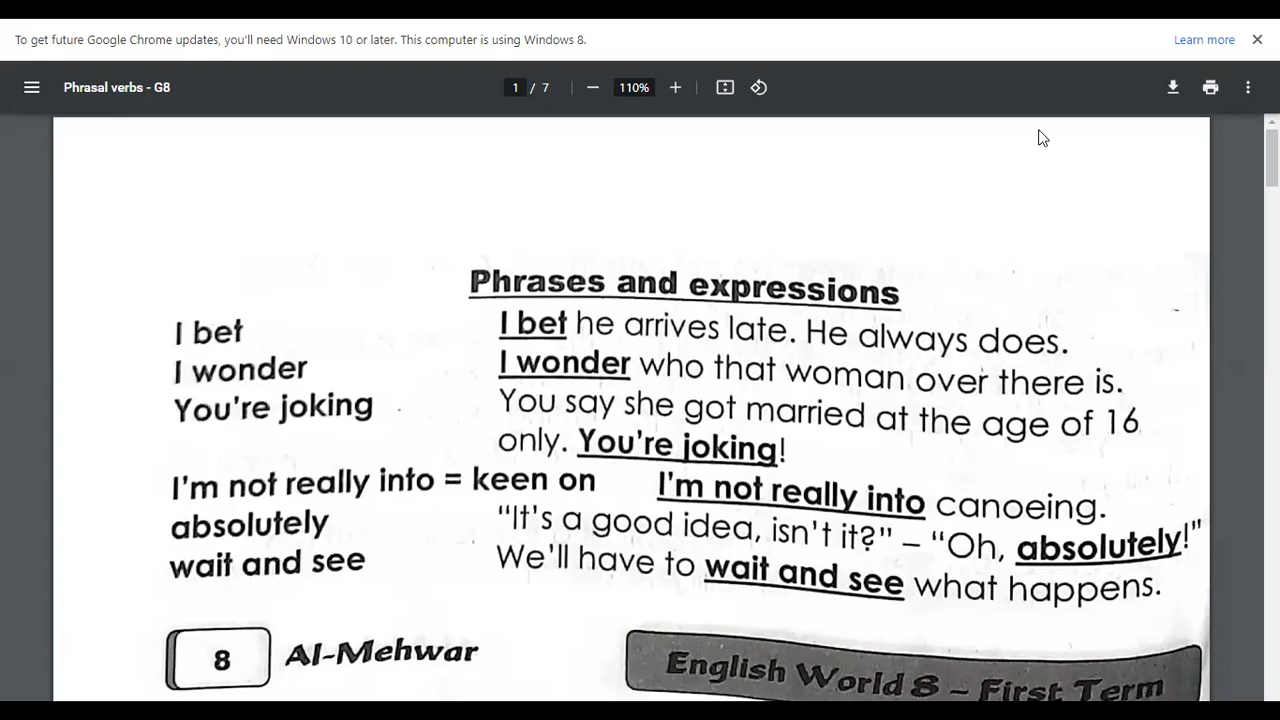 To get future Google Chrome updates, you'll need Windows 10 or later. This computer is using Windows 8. Learn more
Phrasal verbs - G8 1 / 7 110%
Phrases and expressions
I bet I bet he arrives late. He always does.
I wonder I wonder who that woman over there is.
You're joking You say she got married at the age of 16
only. You're joking!
I'm not really into = keen on I'm not really into canoeing.
absolutely "It's a good idea, isn't it?" – "Oh, absolutely!"
wait and see We'll have to wait and see what happens.
8 Al-Mehwar English World 8 – First Term